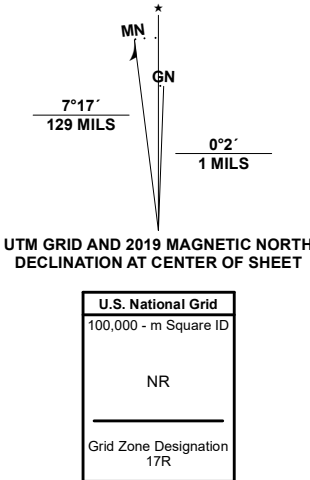 MN
GN
7°17´
129 MILS
0°2´
1 MILS
UTM GRID AND 2019 MAGNETIC NORTH
DECLINATION AT CENTER OF SHEET
U.S. National Grid
100,000 - m Square ID
NR
Grid Zone Designation
17R